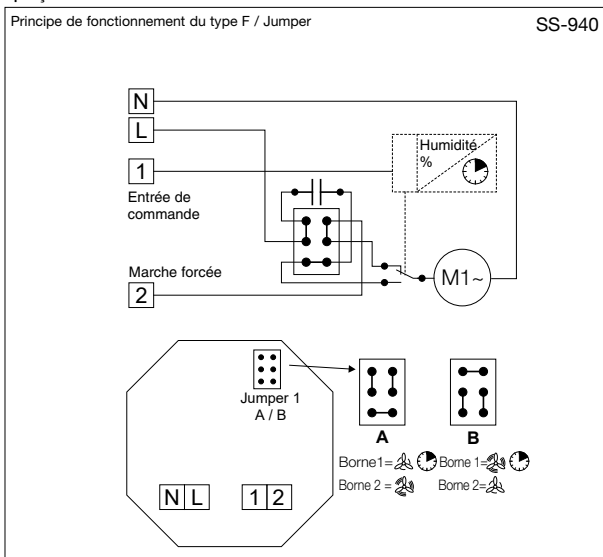 Principe de fonctionnement du type F / Jumper
SS-940
N
L
1
Entrée de
commande
Humidité
%
Marche forcée
2
M1~
Jumper 1
A / B
A
B
Borne1=
Borne 1=
Borne 2 =
Borne 2=
N L
1 2